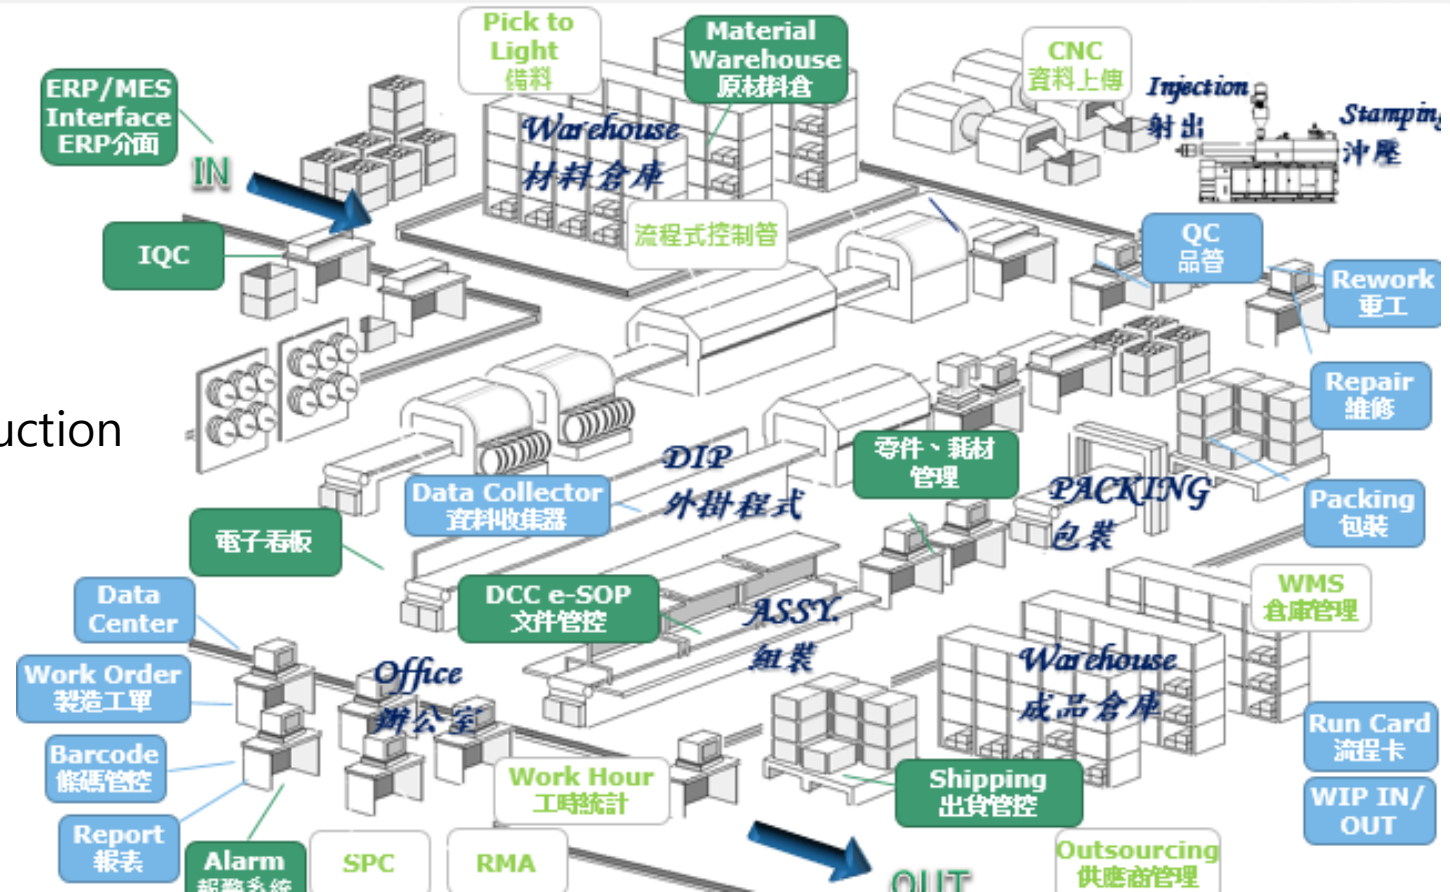 Pick to
Light
備料
Material
Warehouse
原材料倉
CNC
資料上傳
ERP/MES
Interface
ERP介面
IN
Warehouse
材料倉庫
Injection
射出
Stamping
沖壓
IQC
流程式控制管
QC
品管
Rework
重工
Repair
維修
uction
DIP
外掛程式
零件、耗材
管理
PACKING
包裝
Packing
包裝
Data Collector
資料收集器
電子看板
DCC e-SOP
文件管控
ASSY.
組裝
WMS
倉庫管理
Data
Center
Work Order
製造工單
Office
辦公室
Warehouse
成品倉庫
Run Card
流程卡
Barcode
條碼管控
Work Hour
工時統計
Shipping
出貨管控
WIP IN/
OUT
Report
報表
Alarm
報警系統
SPC
RMA
OUT
Outsourcing
供應商管理